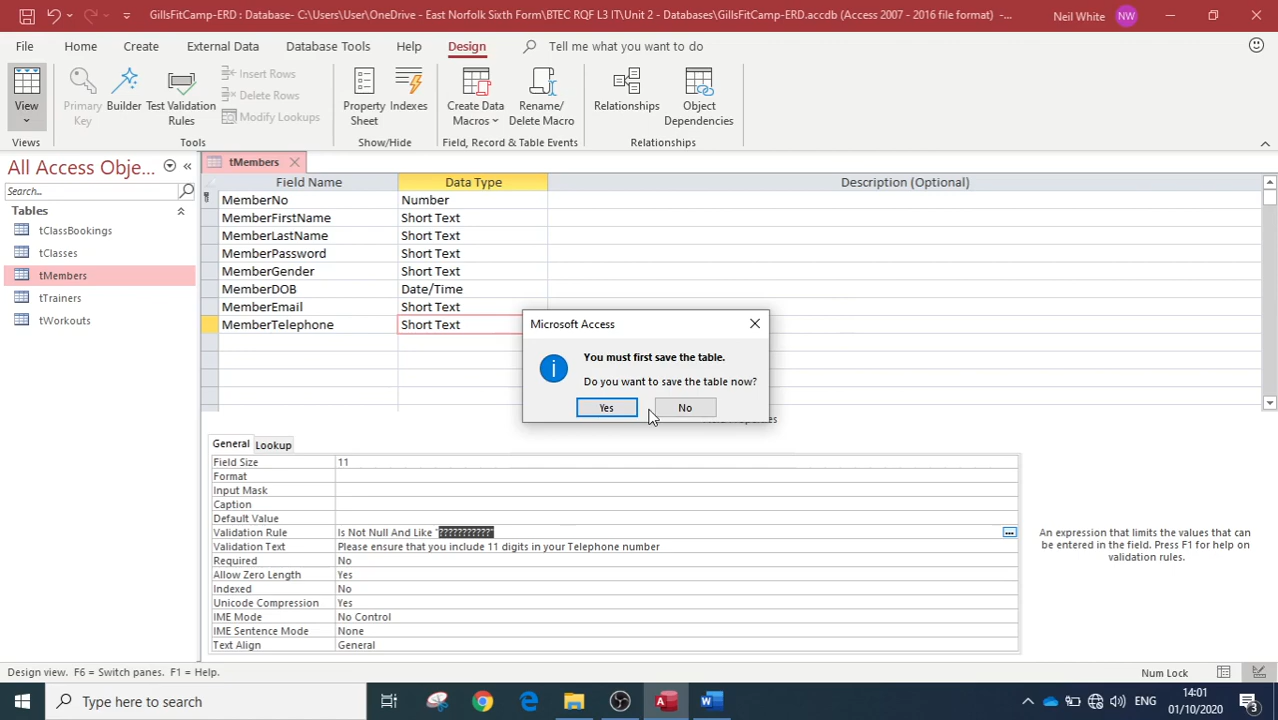 GillsFitCamp-ERD : Database- C:\Users\User\OneDrive - East Norfolk Sixth Form\BTEC RQF L3 IT\Unit 2 - Databases\GillsFitCamp-ERD.accdb (Access 2007 - 2016 file format) -...
Neil White
NW
File
Home
Create
External Data
Database Tools
Help
Design
Tell me what you want to do
View
Primary Key
Builder
Test Validation Rules
Insert Rows
Delete Rows
Modify Lookups
Property Sheet
Indexes
Create Data Macros
Rename/ Delete Macro
Relationships
Object Dependencies
Views
Tools
Show/Hide
Field, Record & Table Events
Relationships
All Access Obje...
Search...
Tables
tClassBookings
tClasses
tMembers
tTrainers
tWorkouts
tMembers
Field Name
Data Type
Description (Optional)
MemberNo
Number
MemberFirstName
Short Text
MemberLastName
Short Text
MemberPassword
Short Text
MemberGender
Short Text
MemberDOB
Date/Time
MemberEmail
Short Text
MemberTelephone
Short Text
Microsoft Access
You must first save the table.
Do you want to save the table now?
Yes
No
General
Lookup
Field Size
11
Format
Input Mask
Caption
Default Value
Validation Rule
Is Not Null And Like "???????????"
Validation Text
Please ensure that you include 11 digits in your Telephone number
Required
No
Allow Zero Length
Yes
Indexed
No
Unicode Compression
Yes
IME Mode
No Control
IME Sentence Mode
None
Text Align
General
An expression that limits the values that can
be entered in the field. Press F1 for help on
validation rules.
Design view. F6 = Switch panes. F1 = Help.
Num Lock
Type here to search
ENG
14:01
01/10/2020
3